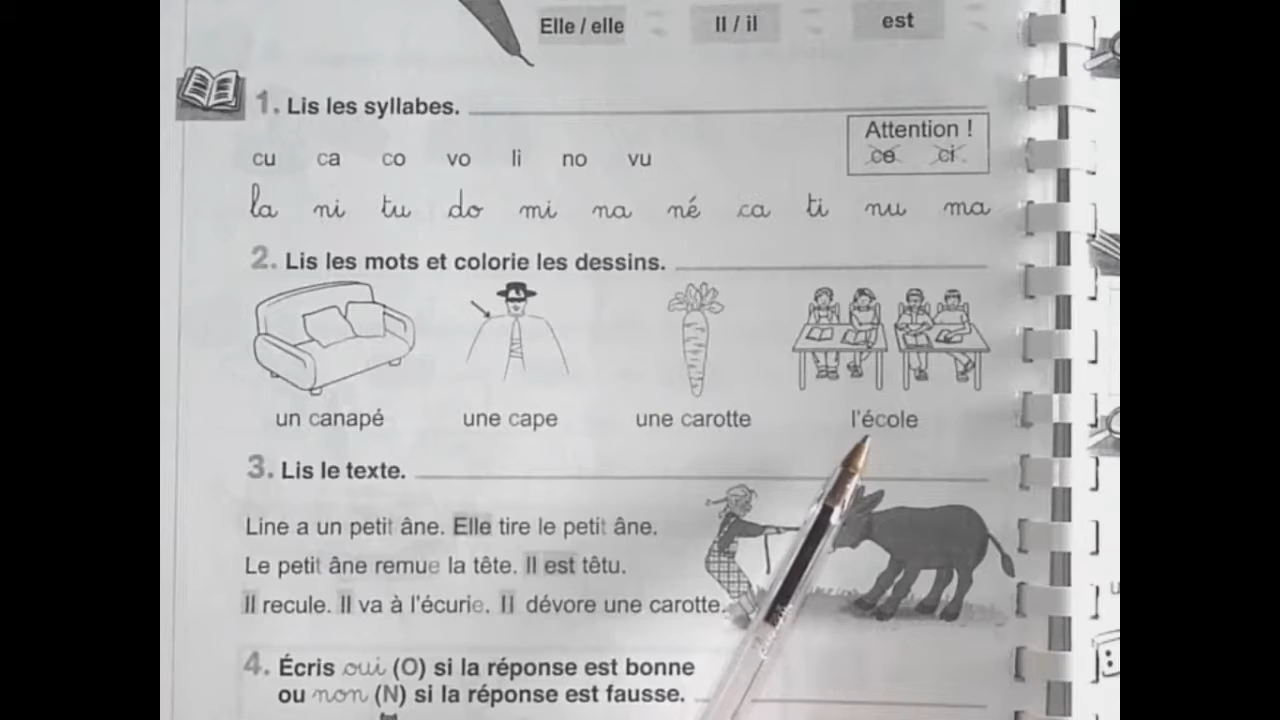 Elle / elle Il / il est
1. Lis les syllabes.
Attention !
ce ci
cu ca co vo li no vu
la ni tu do mi na né ca ti nu ma
2. Lis les mots et colorie les dessins.
un canapé une cape une carotte l'école
3. Lis le texte.
Line a un petit âne. Elle tire le petit âne.
Le petit âne remue la tête. Il est têtu.
Il recule. Il va à l'écurie. Il dévore une carotte.
4. Écris oui (O) si la réponse est bonne
ou non (N) si la réponse est fausse.